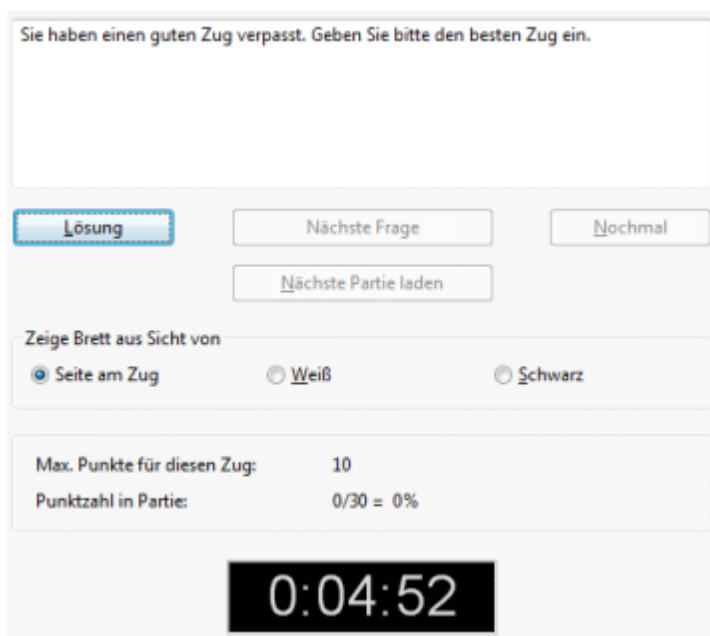 Sie haben einen guten Zug verpasst. Geben Sie bitte den besten Zug ein.
Lösung Nächste Frage Nochmal
Nächste Partie laden
Zeige Brett aus Sicht von
Seite am Zug Weiß Schwarz
Max. Punkte für diesen Zug: 10
Punktzahl in Partie: 0/30 = 0%
0:04:52